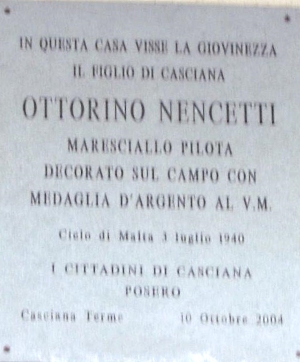 IN QUESTA CASA VISSE LA GIOVINEZZA
IL FIGLIO DI CASCIANA
OTTORINO NENCETTI
MARESCIALLO PILOTA
DECORATO SUL CAMPO CON
MEDAGLIA D'ARGENTO AL V.M.
Cielo di Malta 3 luglio 1940
I CITTADINI DI CASCIANA
POSERO
Casciana Terme 10 Ottobre 2004